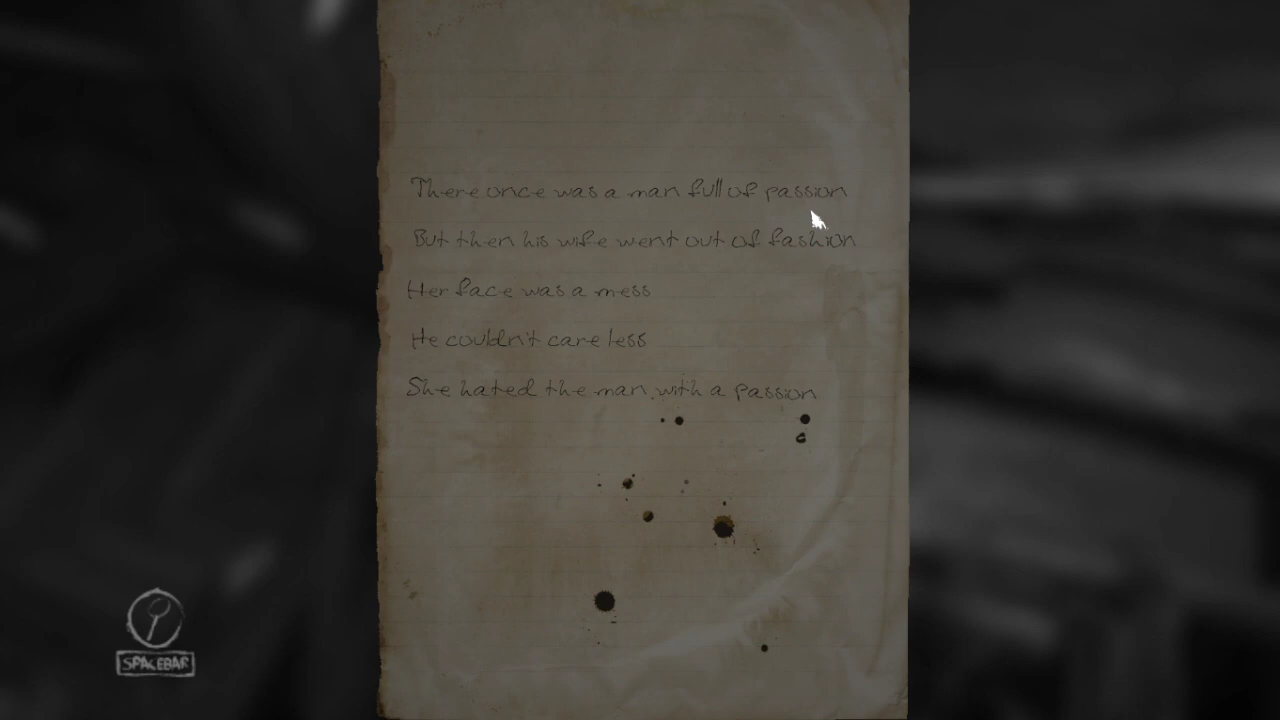 There once was a man full of passion
But then his wife went out of fashion
Her face was a mess
He couldn't care less
She hated the man with a passion
SPACEBAR